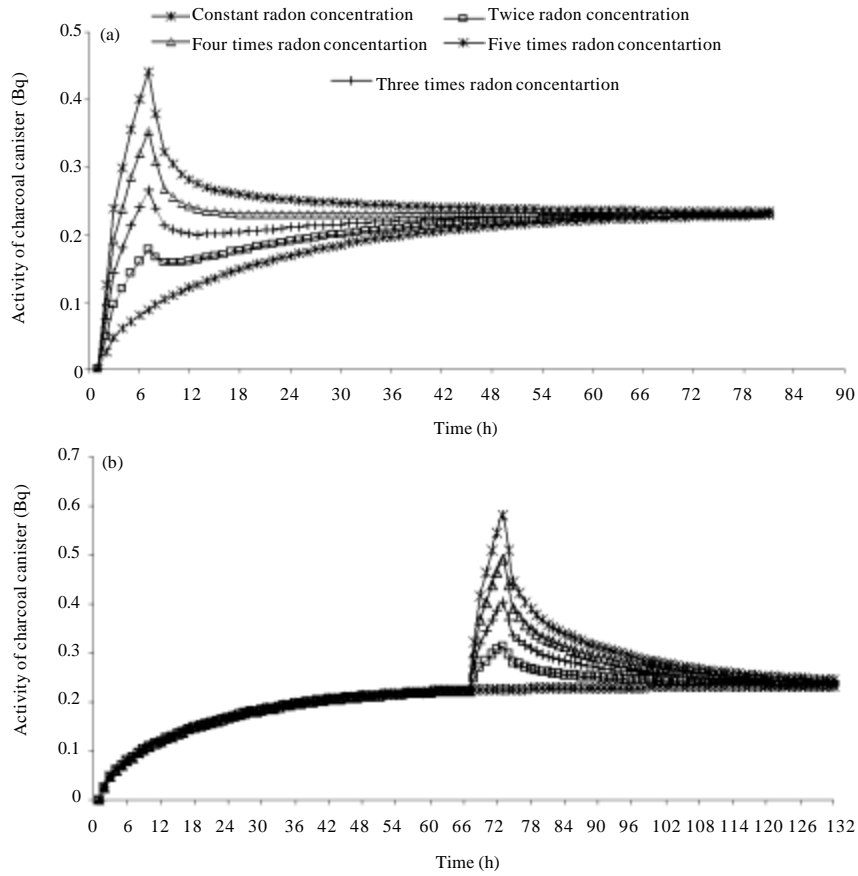 (a)
Constant radon concentration
Twice radon concentration
Four times radon concentartion
Five times radon concentartion
Three times radon concentartion
Activity of charcoal canister (Bq)
0.5
0.4
0.3
0.2
0.1
0
0 6 12 18 24 30 36 42 48 54 60 66 72 78 84 90
Time (h)
(b)
Activity of charcoal canister (Bq)
0.7
0.6
0.5
0.4
0.3
0.2
0.1
0
0 6 12 18 24 30 36 42 48 54 60 66 72 78 84 90 96 102 108 114 120 126 132
Time (h)